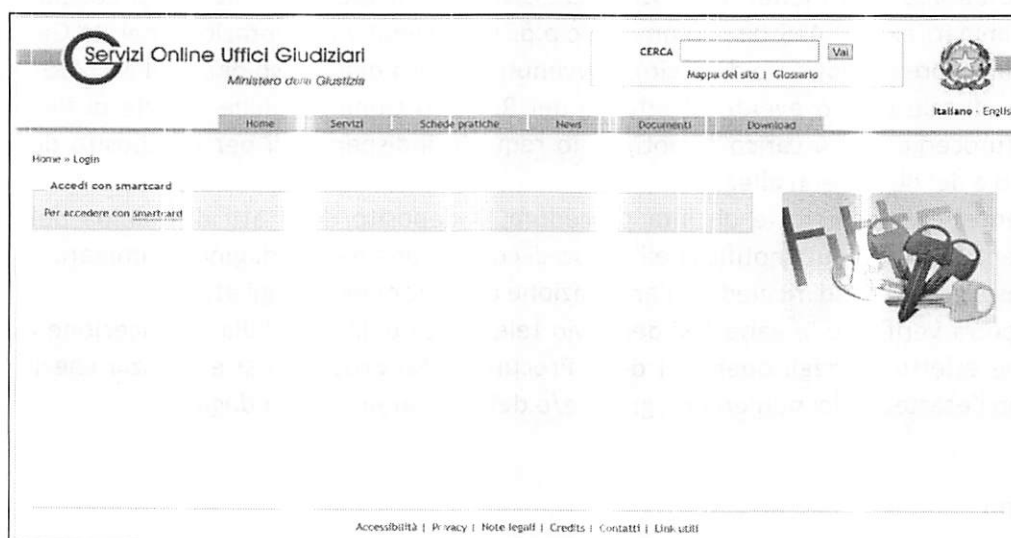 Servizi Online Uffici Giudiziari
Ministero della Giustizia
CERCA Vai
Mappa del sito | Glossario
Italiano - Englis
Home Servizi Schede pratiche News Documenti Download
Home » Login
Accedi con smartcard
Per accedere con smartcard
Accessibilità | Privacy | Note legali | Credits | Contatti | Link utili